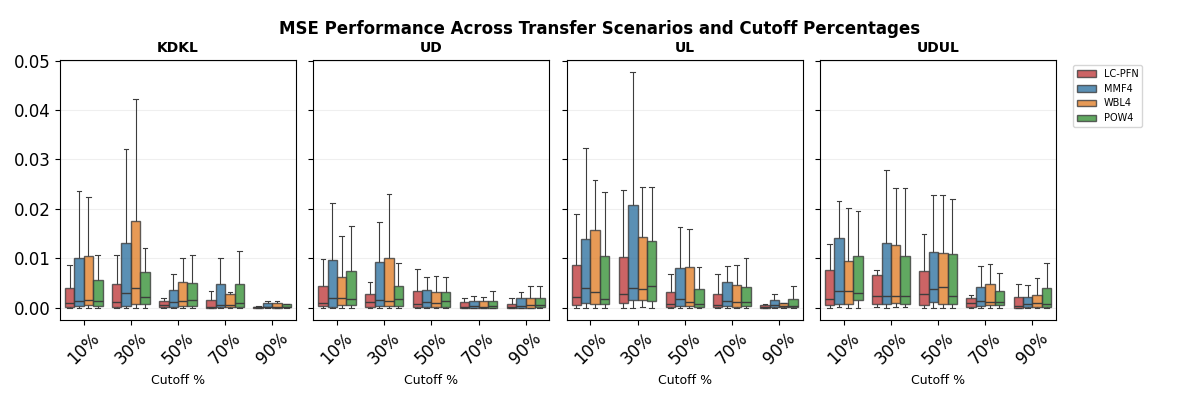 MSE Performance Across Transfer Scenarios and Cutoff Percentages
KDKL
UD
UL
UDUL
0.05
0.04
0.03
0.02
0.01
0.00
10% 30% 50% 70% 90%
10% 30% 50% 70% 90%
10% 30% 50% 70% 90%
10% 30% 50% 70% 90%
Cutoff %
Cutoff %
Cutoff %
Cutoff %
LC-PFN
MMF4
WBL4
POW4